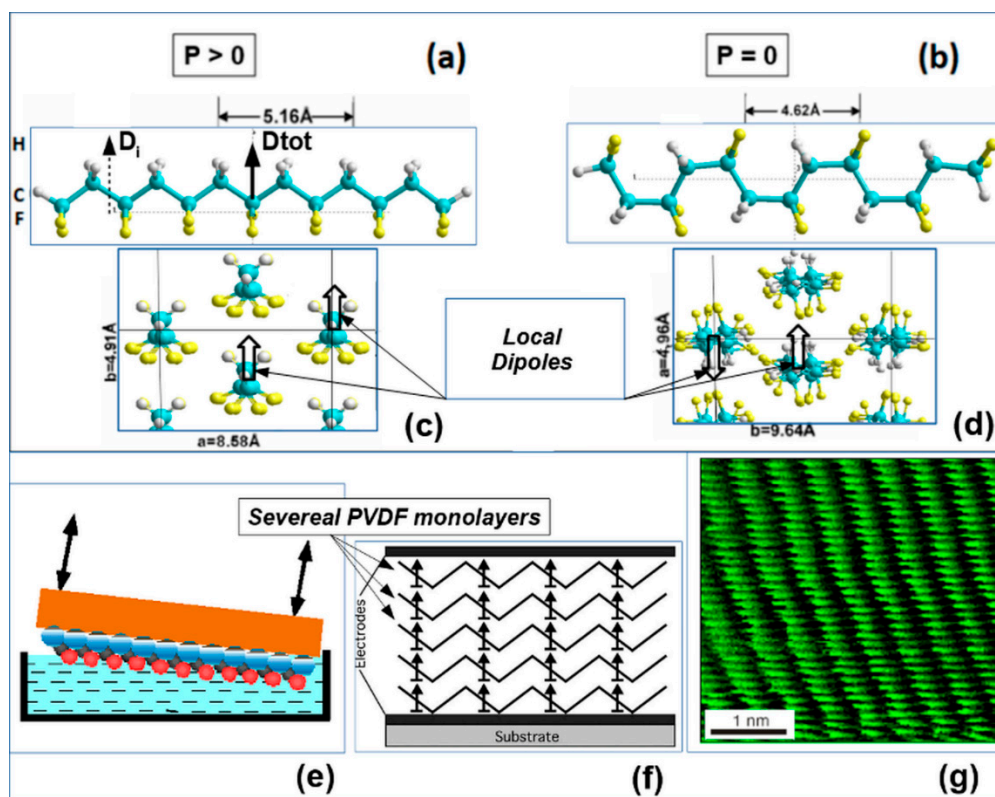 P > 0
(a)
P = 0
(b)
5.16Å
4.62Å
H
Di
Dtot
C
F
b=4.91Å
a=8.58Å
(c)
Local
Dipoles
a=4.96Å
b=9.64Å
(d)
Severeal PVDF monolayers
Electrodes
Substrate
1 nm
(e)
(f)
(g)